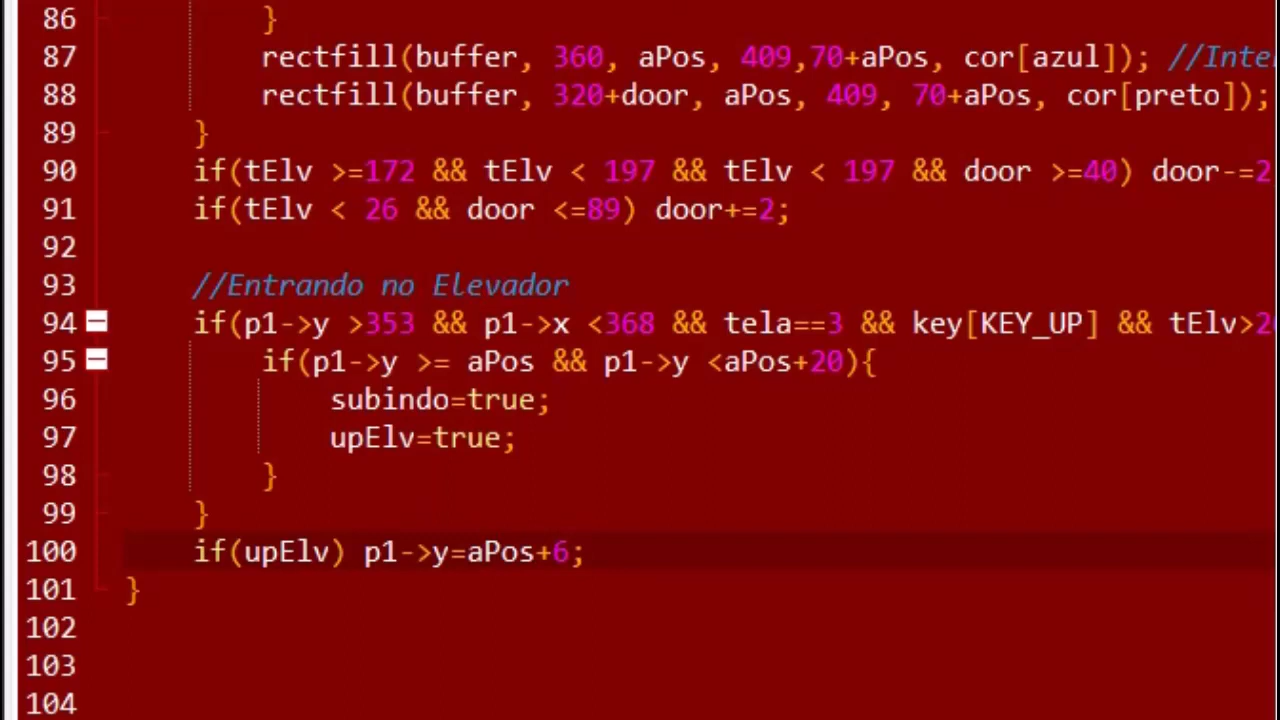 86 }
87 rectfill(buffer, 360, aPos, 409,70+aPos, cor[azul]); //Inte
88 rectfill(buffer, 320+door, aPos, 409, 70+aPos, cor[preto]);
89 }
90 if(tElv >=172 && tElv < 197 && tElv < 197 && door >=40) door-=2
91 if(tElv < 26 && door <=89) door+=2;
92
93 //Entrando no Elevador
94 if(p1->y >353 && p1->x <368 && tela==3 && key[KEY_UP] && tElv>2
95 if(p1->y >= aPos && p1->y <aPos+20){
96 subindo=true;
97 upElv=true;
98 }
99 }
100 if(upElv) p1->y=aPos+6;
101 }
102
103
104